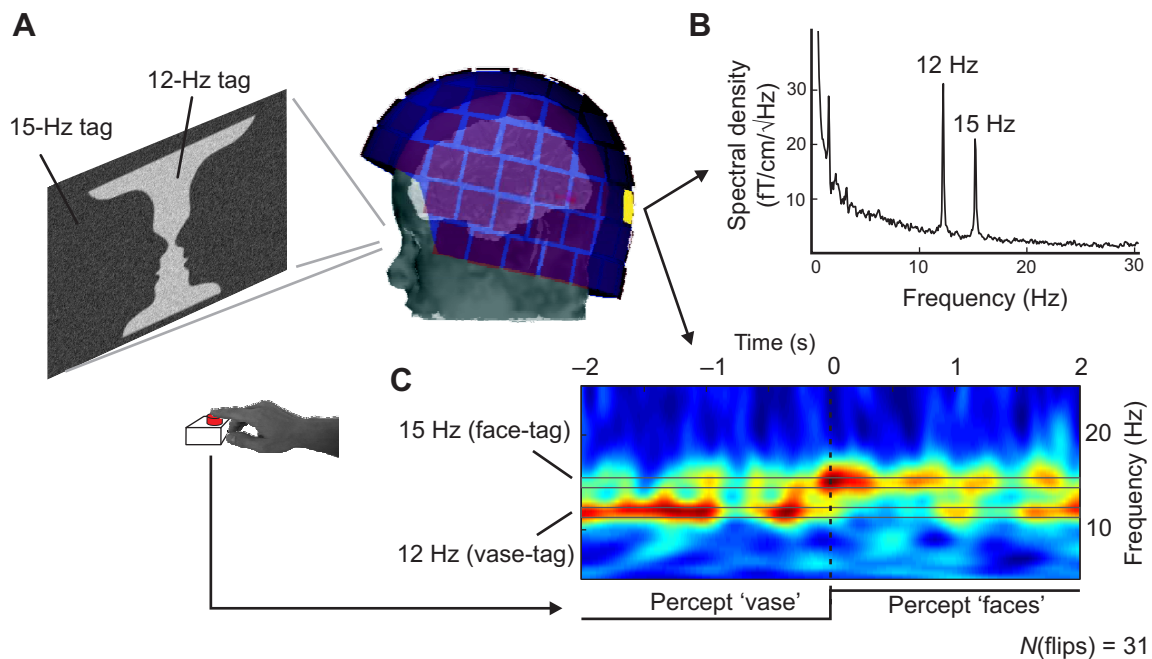 A
12-Hz tag
15-Hz tag
B
Spectral density
(fT/cm/√Hz)
30
20
10
12 Hz
15 Hz
0
10
20
30
Frequency (Hz)
C
Time (s)
–2
–1
0
1
2
15 Hz (face-tag)
12 Hz (vase-tag)
20
10
Frequency (Hz)
Percept ‘vase’
Percept ‘faces’
N(flips) = 31